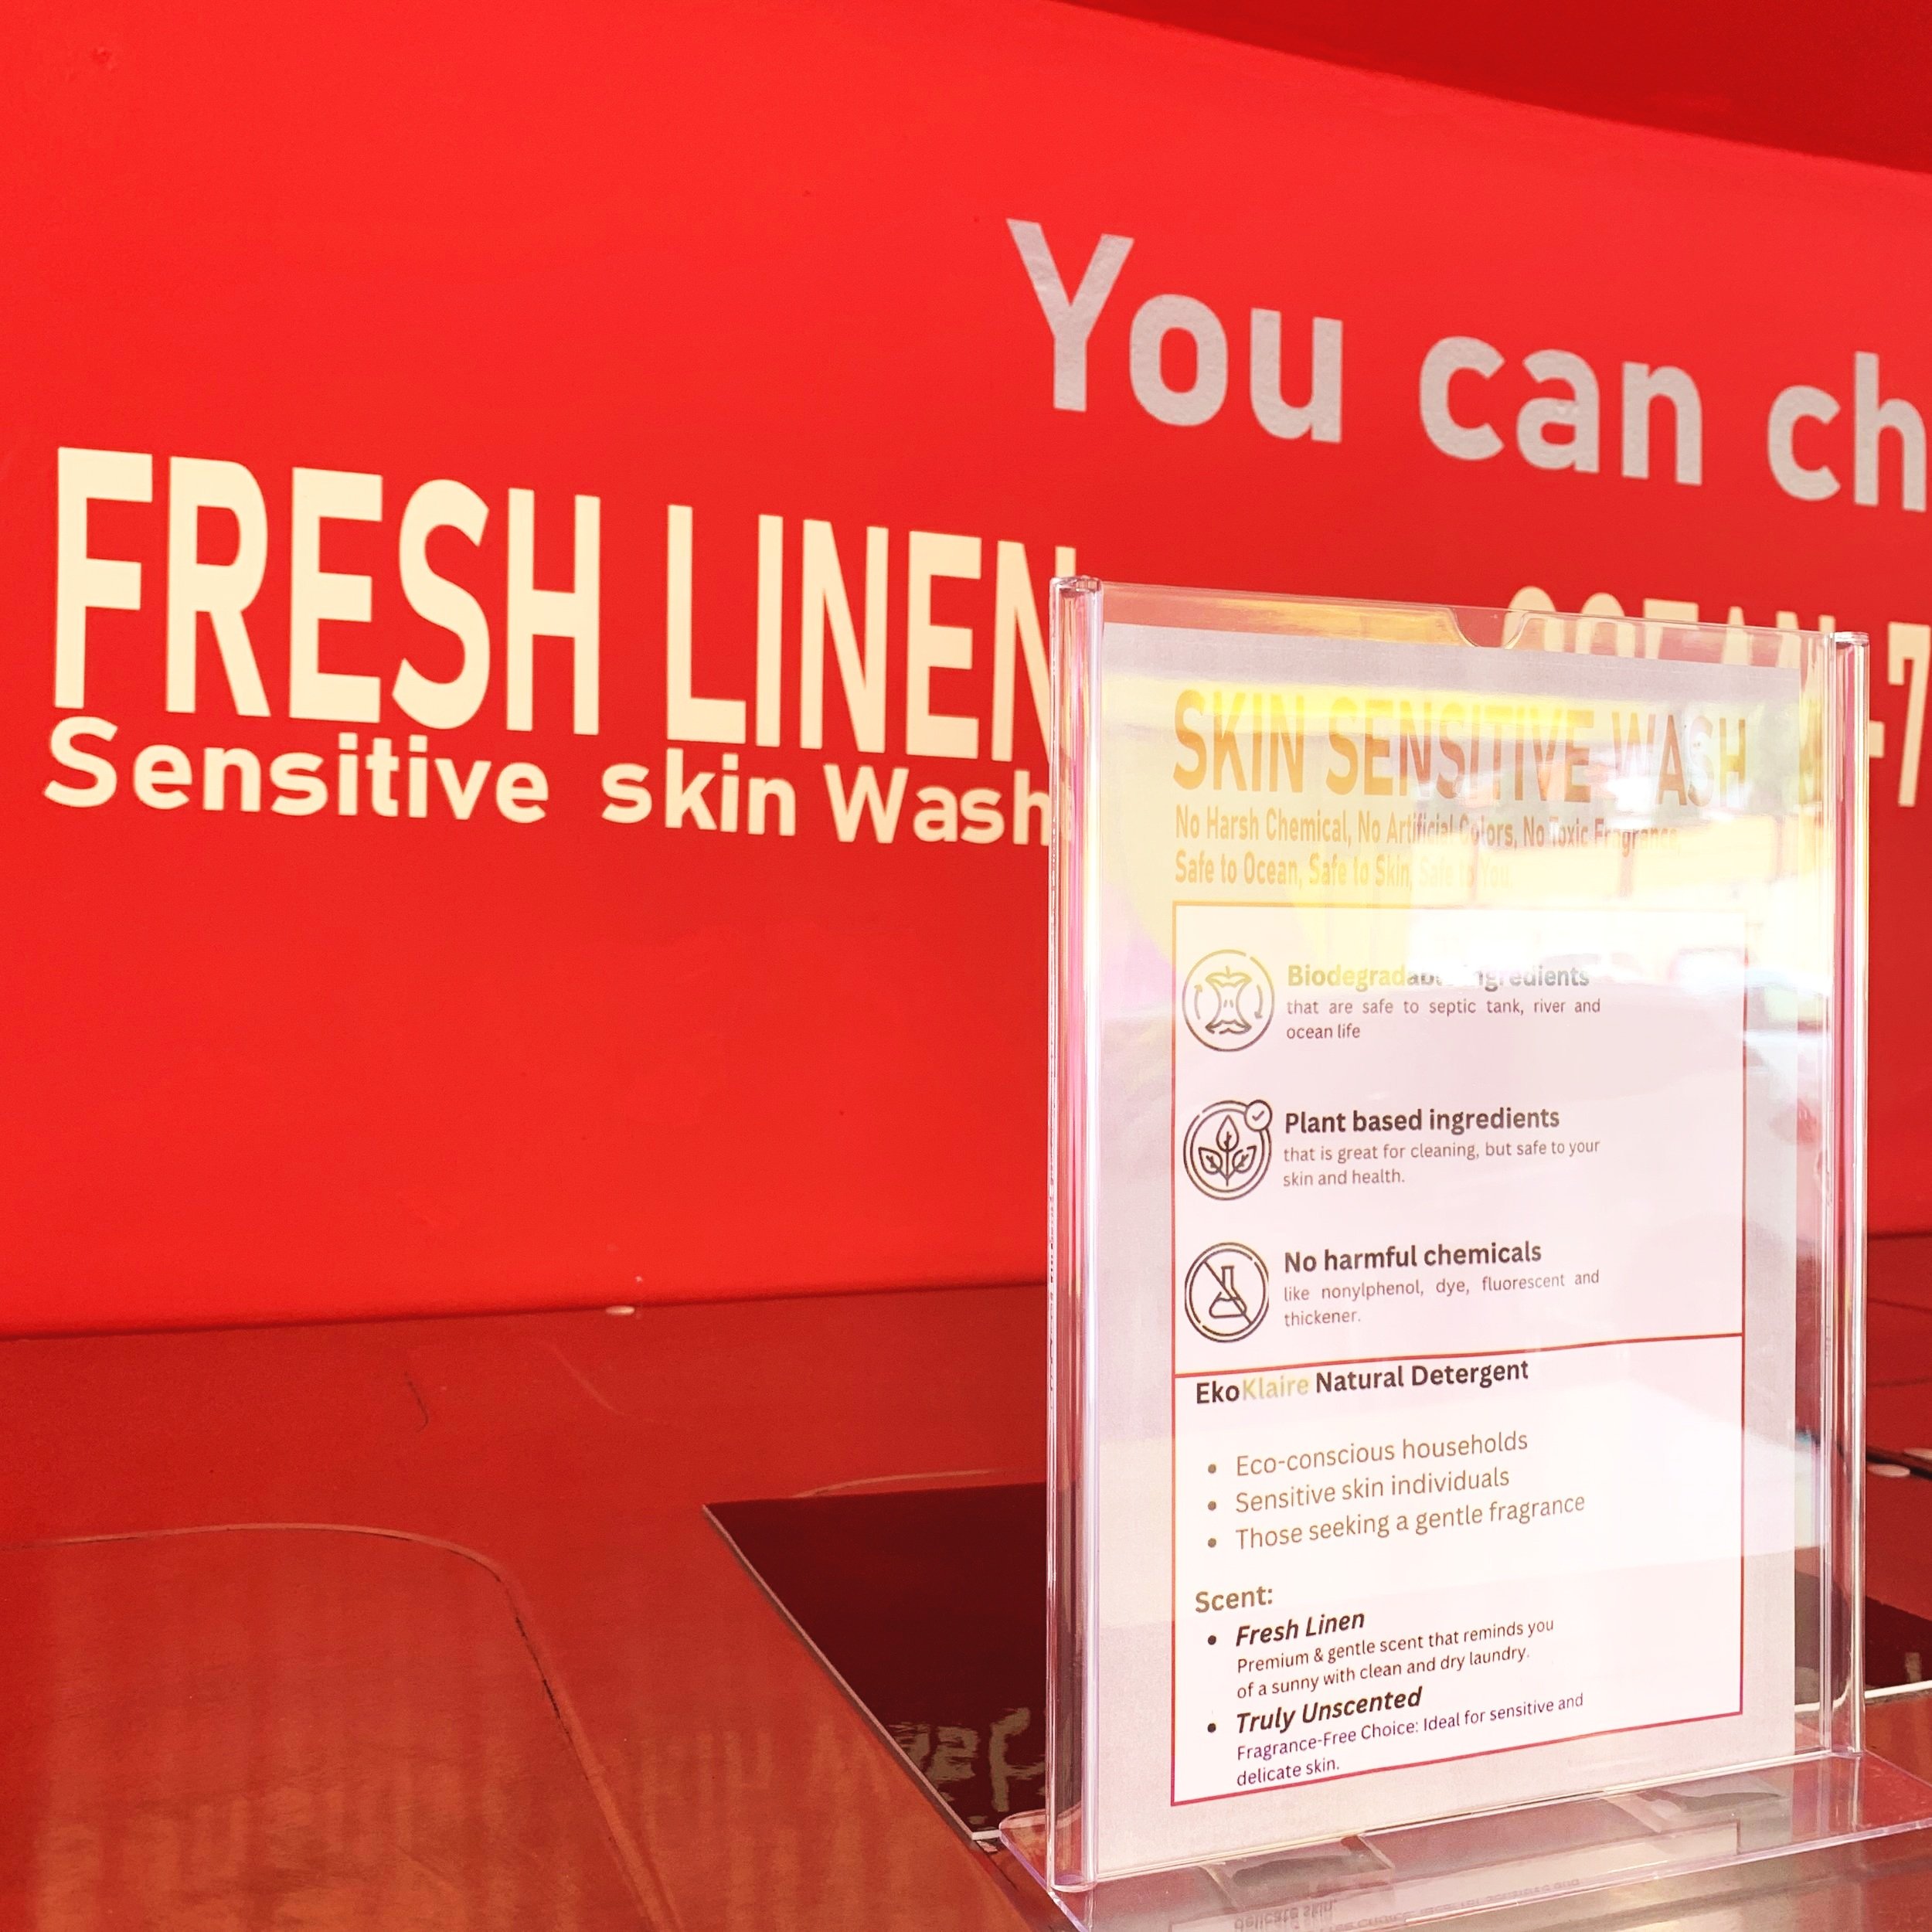 You can ch
FRESH LINEN
Sensitive skin Wash
OCEAN-7
SKIN SENSITIVE WASH
No Harsh Chemical, No Artificial Colors, No Toxic Fragrance,
Safe to Ocean, Safe to Skin, Safe to You.
Biodegradable ingredients
that are safe to septic tank, river and
ocean life
Plant based ingredients
that is great for cleaning, but safe to your
skin and health.
No harmful chemicals
like nonylphenol, dye, fluorescent and
thickener.
EkoKlaire Natural Detergent
• Eco-conscious households
• Sensitive skin individuals
• Those seeking a gentle fragrance
Scent:
• Fresh Linen
Premium & gentle scent that reminds you
of a sunny with clean and dry laundry.
• Truly Unscented
Fragrance-Free Choice: Ideal for sensitive and
delicate skin.